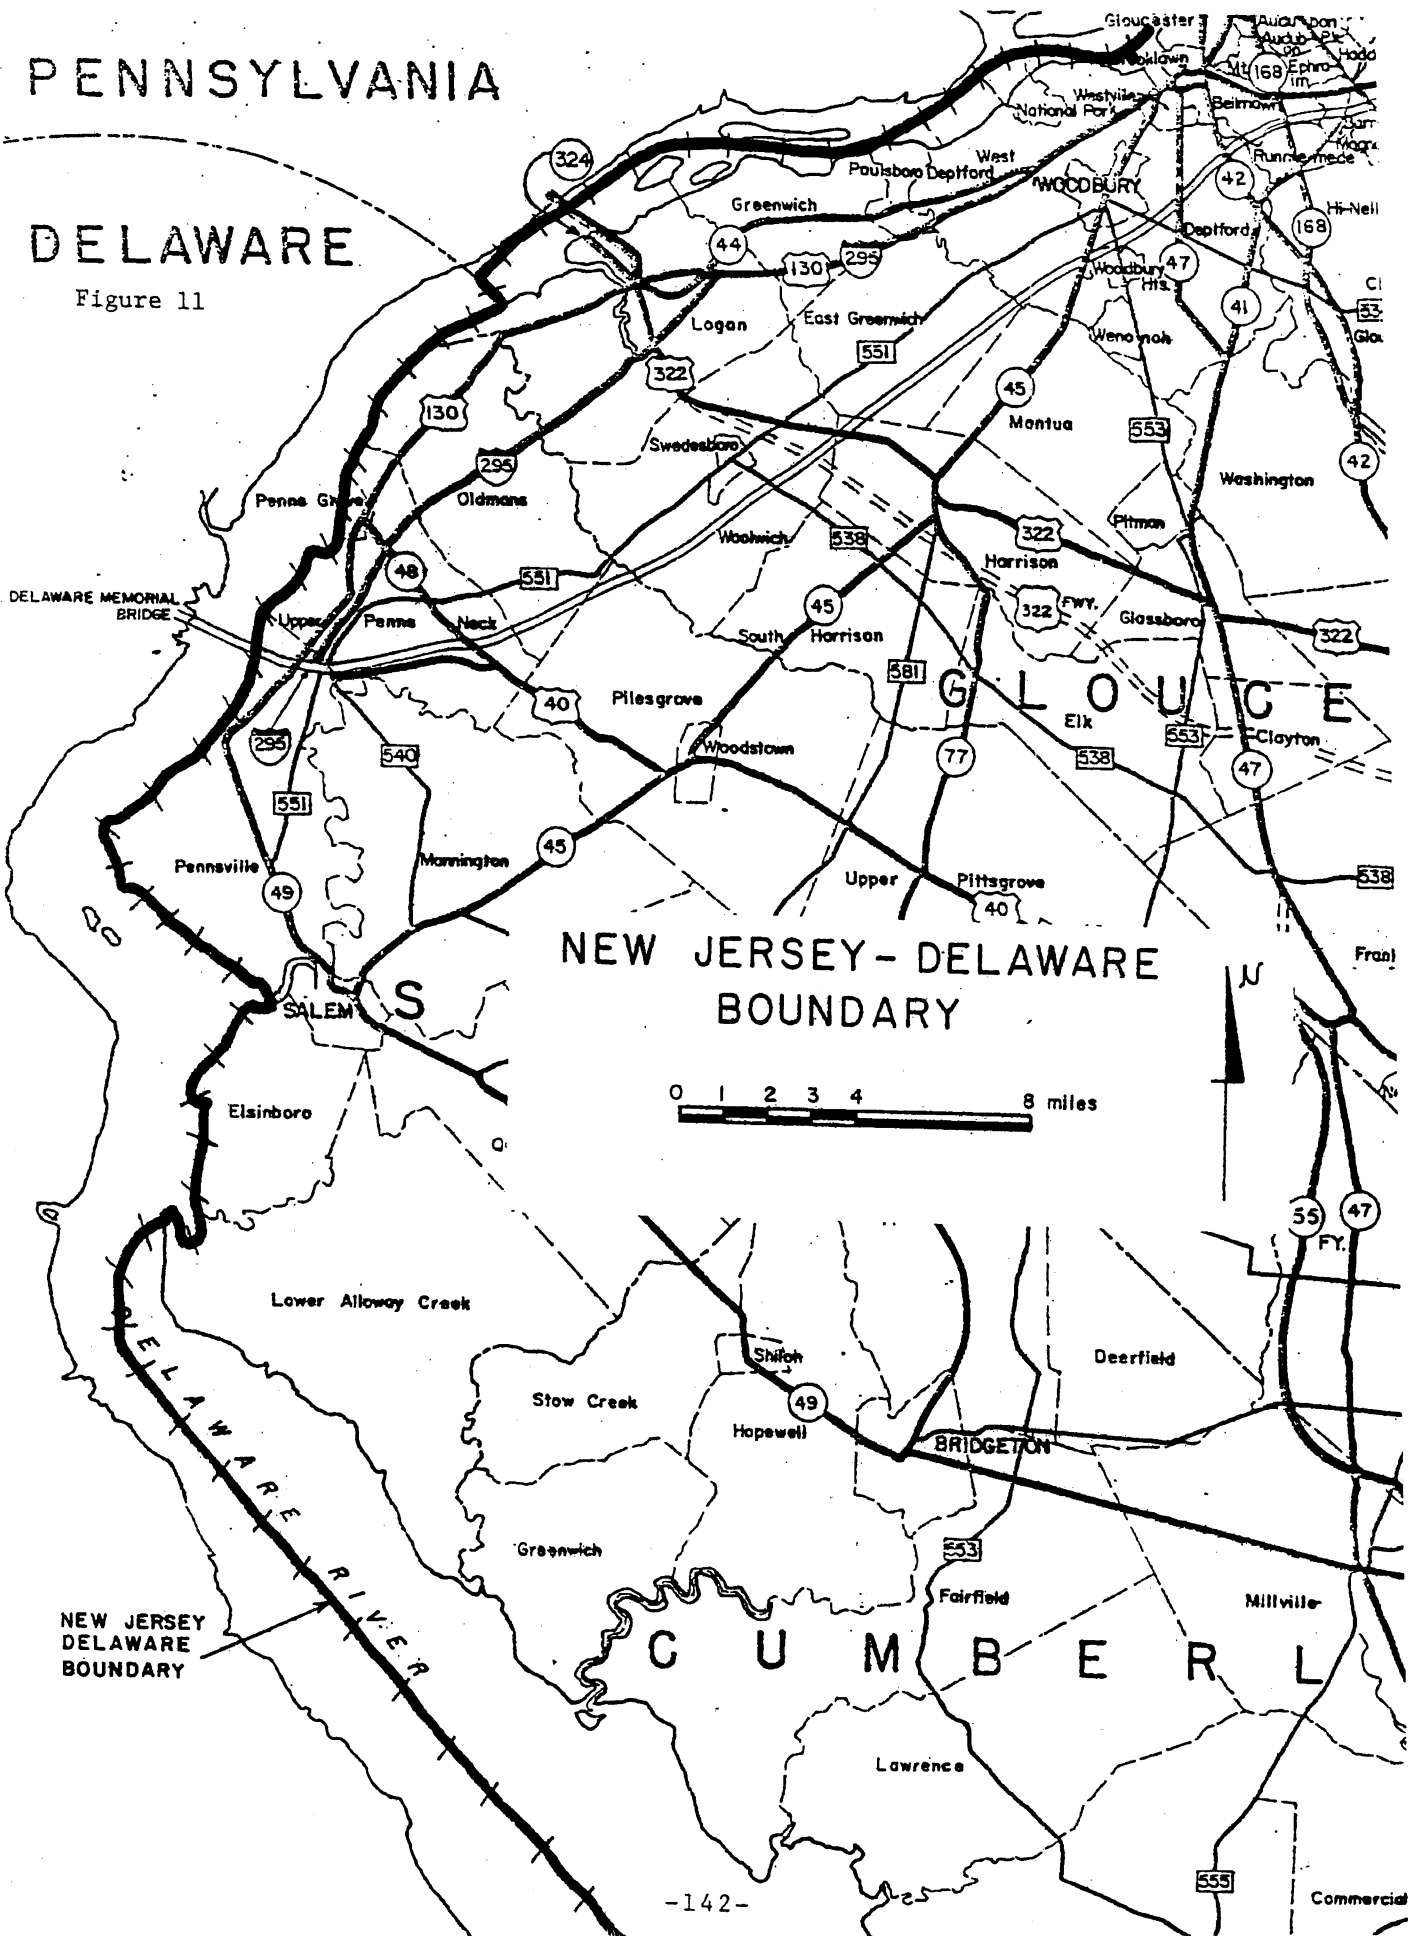 PENNSYLVANIA
DELAWARE
Figure 11
Gloucester
168
Westville
National Park
Bellmawr
Runnemede
324
West
Paulsboro Deptford
WOODBURY
42
Greenwich
Hi-Nell
168
Deptford
44
130
295
Woodbury
Hts.
47
41
Logan
East Greenwich
551
Wenonah
322
45
Mantua
553
130
Swedesboro
42
295
Washington
Penns Grove
Oldmans
Woolwich
538
Pitman
322
Harrison
48
551
DELAWARE MEMORIAL
BRIDGE
45
322
FWY.
Glassboro
Upper
Penns
Neck
South Harrison
322
581
G L O U C E
40
Pilesgrove
Elk
295
540
Woodstown
77
538
553
Clayton
47
551
45
Pennsville
Mannington
Upper Pittsgrove
538
49
40
NEW JERSEY-DELAWARE
BOUNDARY
N
SALEM
S
0 1 2 3 4 8 miles
Elsinboro
55
47
FY.
Lower Alloway Creek
Shiloh
Deerfield
DELAWARE RIVER
Stow Creek
49
Hopewell
BRIDGETON
Greenwich
553
Fairfield
Millville
NEW JERSEY
DELAWARE
BOUNDARY
C U M B E R L
Lawrence
555
-142-
Commercial